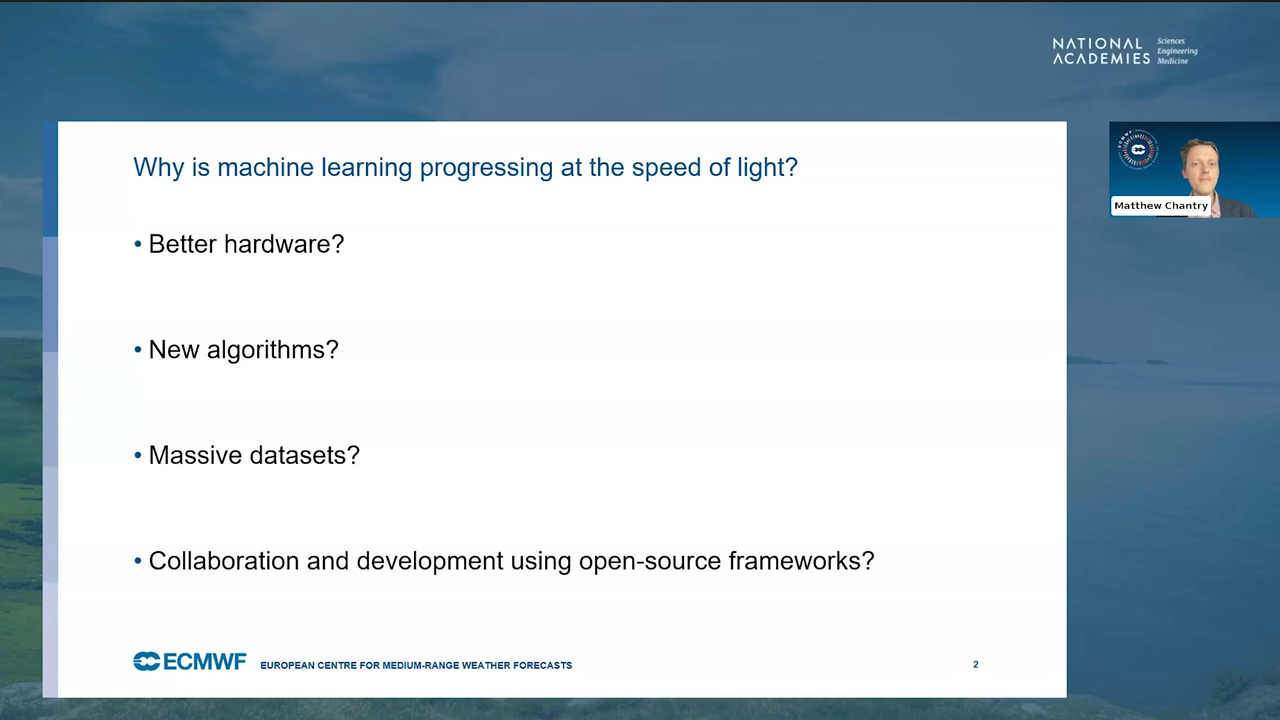 NATIONAL
ACADEMIES
Sciences
Engineering
Medicine
Why is machine learning progressing at the speed of light?
• Better hardware?
• New algorithms?
• Massive datasets?
• Collaboration and development using open-source frameworks?
ECMWF
EUROPEAN CENTRE FOR MEDIUM-RANGE WEATHER FORECASTS
2
Matthew Chantry